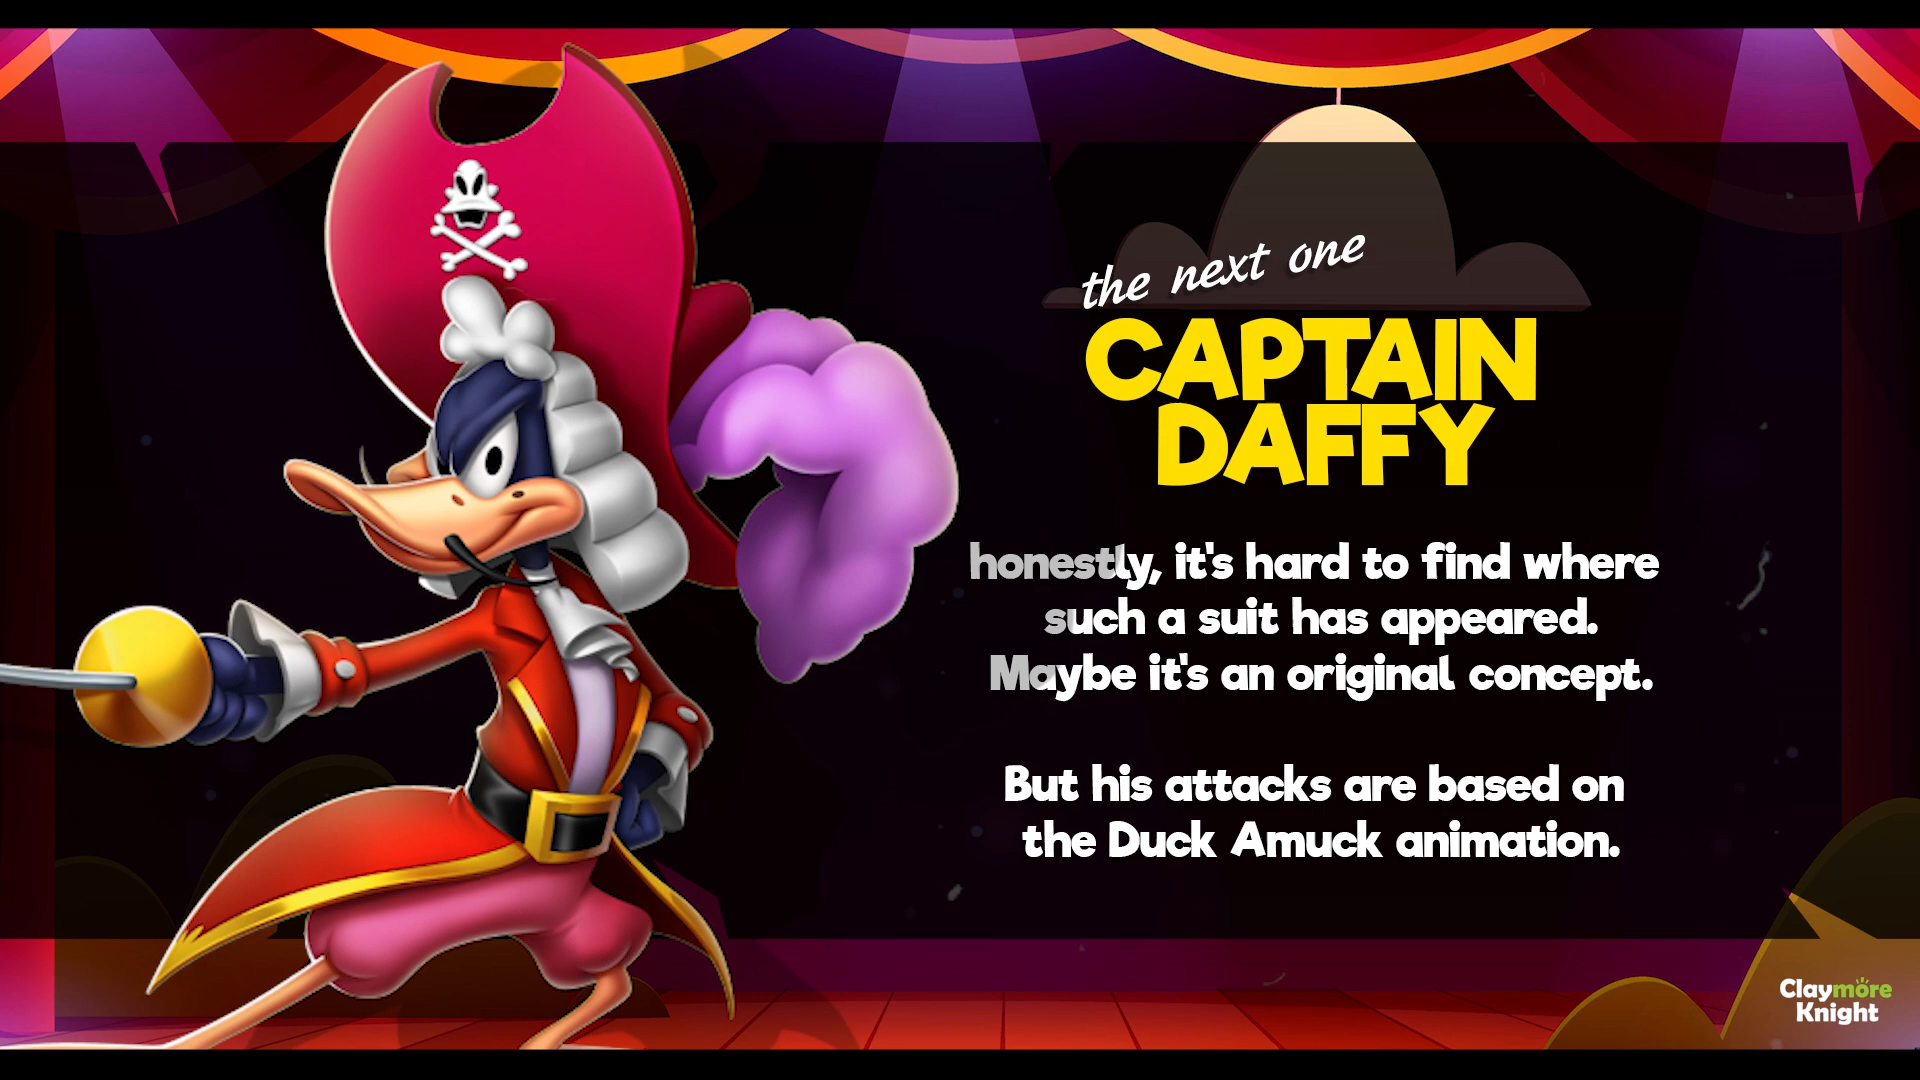 the next one
CAPTAIN
DAFFY
honestly, it's hard to find where
such a suit has appeared.
Maybe it's an original concept.
But his attacks are based on
the Duck Amuck animation.
Claymore
Knight